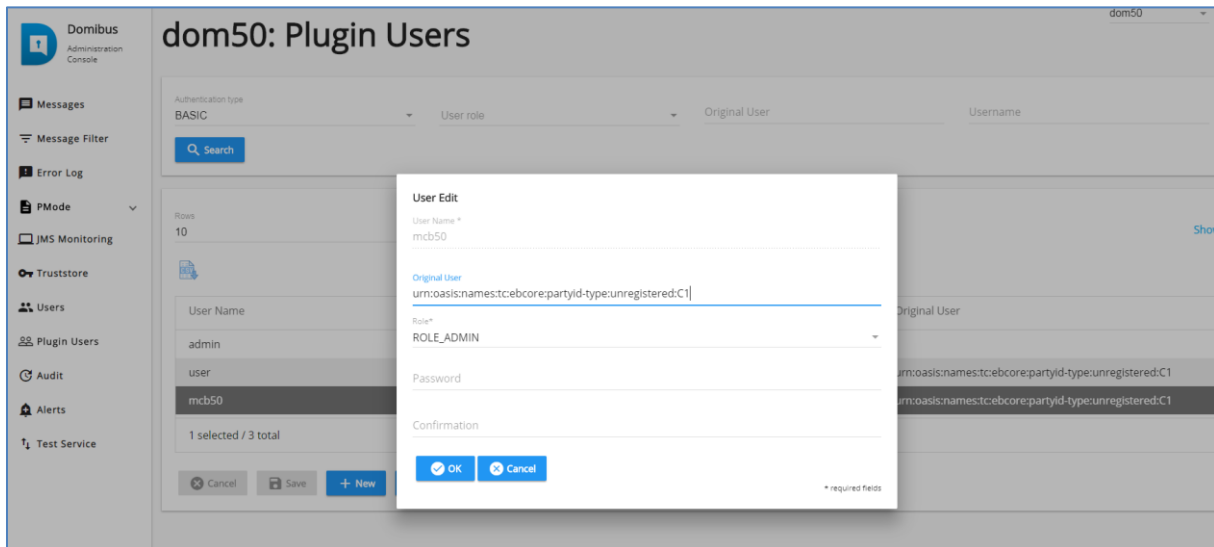 Domibus
Administration
Console
dom50: Plugin Users
dom50
Messages
Message Filter
Error Log
PMode
JMS Monitoring
Truststore
Users
Plugin Users
Audit
Alerts
Test Service
Authentication type
BASIC
User role
Original User
Username
Search
Rows
10
User Name
Original User
admin
user
urn:oasis:names:tc:ebcore:partyid-type:unregistered:C1
mcb50
urn:oasis:names:tc:ebcore:partyid-type:unregistered:C1
1 selected / 3 total
Cancel
Save
+ New
User Edit
User Name *
mcb50
Original User
urn:oasis:names:tc:ebcore:partyid-type:unregistered:C1
Role*
ROLE_ADMIN
Password
Confirmation
OK
Cancel
* required fields